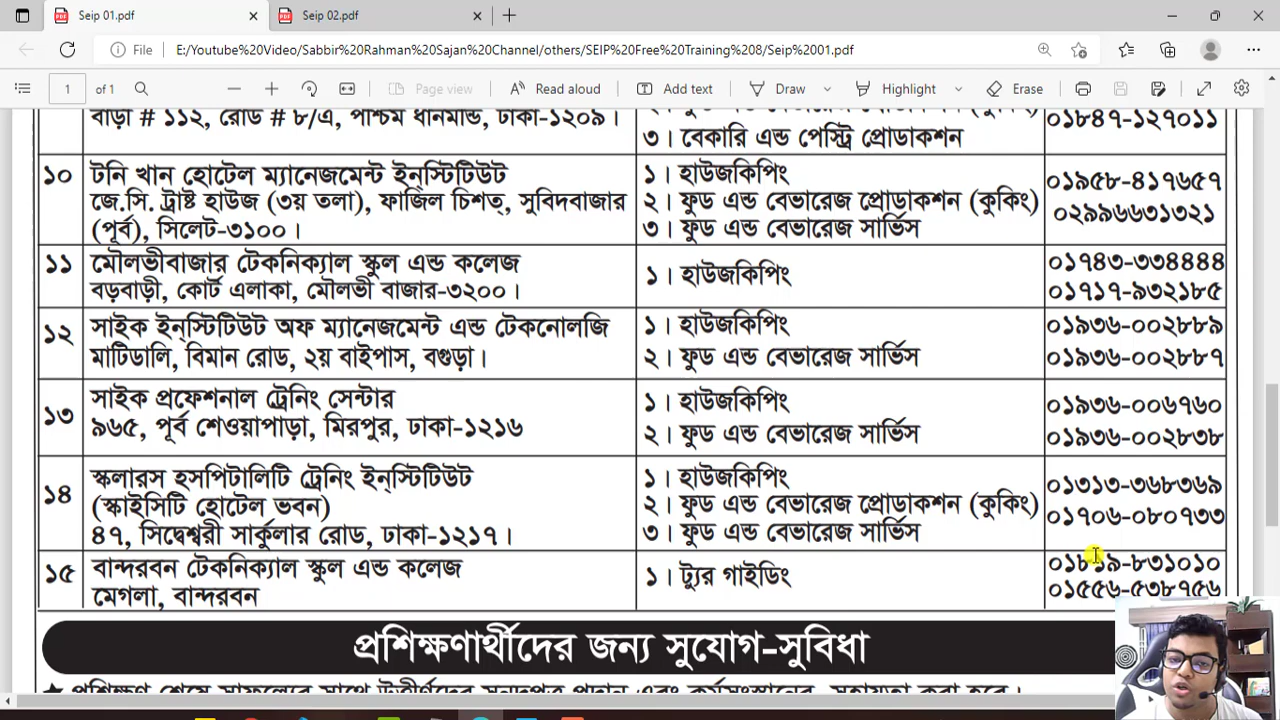 Seip 01.pdf
Seip 02.pdf
File
E:/Youtube%20Video/Sabbir%20Rahman%20Sajan%20Channel/others/SEIP%20Free%20Training%208/Seip%2001.pdf
1 of 1
Page view
Read aloud
Add text
Draw
Highlight
Erase
বাড়ী # ১১২, রোড # ৮/এ, পশ্চিম ধানমন্ডি, ঢাকা-১২০৯।
০১৮৪৭-১২৭০১১
৩। বেকারি এন্ড পেস্ট্রি প্রোডাকশন
১০
টনি খান হোটেল ম্যানেজমেন্ট ইন্স্টিটিউট
জে.সি. ট্রাষ্ট হাউজ (৩য় তলা), ফাজিল চিশত্, সুবিদবাজার
(পূর্ব), সিলেট-৩১০০।
১। হাউজকিপিং
২। ফুড এন্ড বেভারেজ প্রোডাকশন (কুকিং)
৩। ফুড এন্ড বেভারেজ সার্ভিস
০১৯৫৮-৪১৭৬৫৭
০২৯৯৬৬৩১৩২১
১১
মৌলভীবাজার টেকনিক্যাল স্কুল এন্ড কলেজ
বড়বাড়ী, কোর্ট এলাকা, মৌলভী বাজার-৩২০০।
১। হাউজকিপিং
০১৭৪৩-৩৩৪৪৪৪
০১৭১৭-৯৩২১৮৫
১২
সাইক ইন্স্টিটিউট অফ ম্যানেজমেন্ট এন্ড টেকনোলজি
মাটিডালি, বিমান রোড, ২য় বাইপাস, বগুড়া।
১। হাউজকিপিং
২। ফুড এন্ড বেভারেজ সার্ভিস
০১৯৩৬-০০২৮৮৯
০১৯৩৬-০০২৮৮৭
১৩
সাইক প্রফেশনাল ট্রেনিং সেন্টার
৯৬৫, পূর্ব শেওয়াপাড়া, মিরপুর, ঢাকা-১২১৬
১। হাউজকিপিং
২। ফুড এন্ড বেভারেজ সার্ভিস
০১৯৩৬-০০৬৭৬০
০১৯৩৬-০০২৮৩৮
১৪
স্কলারস হসপিটালিটি ট্রেনিং ইন্স্টিটিউট
(স্কাইসিটি হোটেল ভবন)
৪৭, সিদ্বেশ্বরী সার্কুলার রোড, ঢাকা-১২১৭।
১। হাউজকিপিং
২। ফুড এন্ড বেভারেজ প্রোডাকশন (কুকিং)
৩। ফুড এন্ড বেভারেজ সার্ভিস
০১৩১৩-৩৬৮৩৬৯
০১৭০৬-০৮০৭৩৩
১৫
বান্দরবন টেকনিক্যাল স্কুল এন্ড কলেজ
মেগলা, বান্দরবন
১। ট্যুর গাইডিং
০১৫৫৬-৫৩৮৭৫৬
প্রশিক্ষণার্থীদের জন্য সুযোগ-সুবিধা